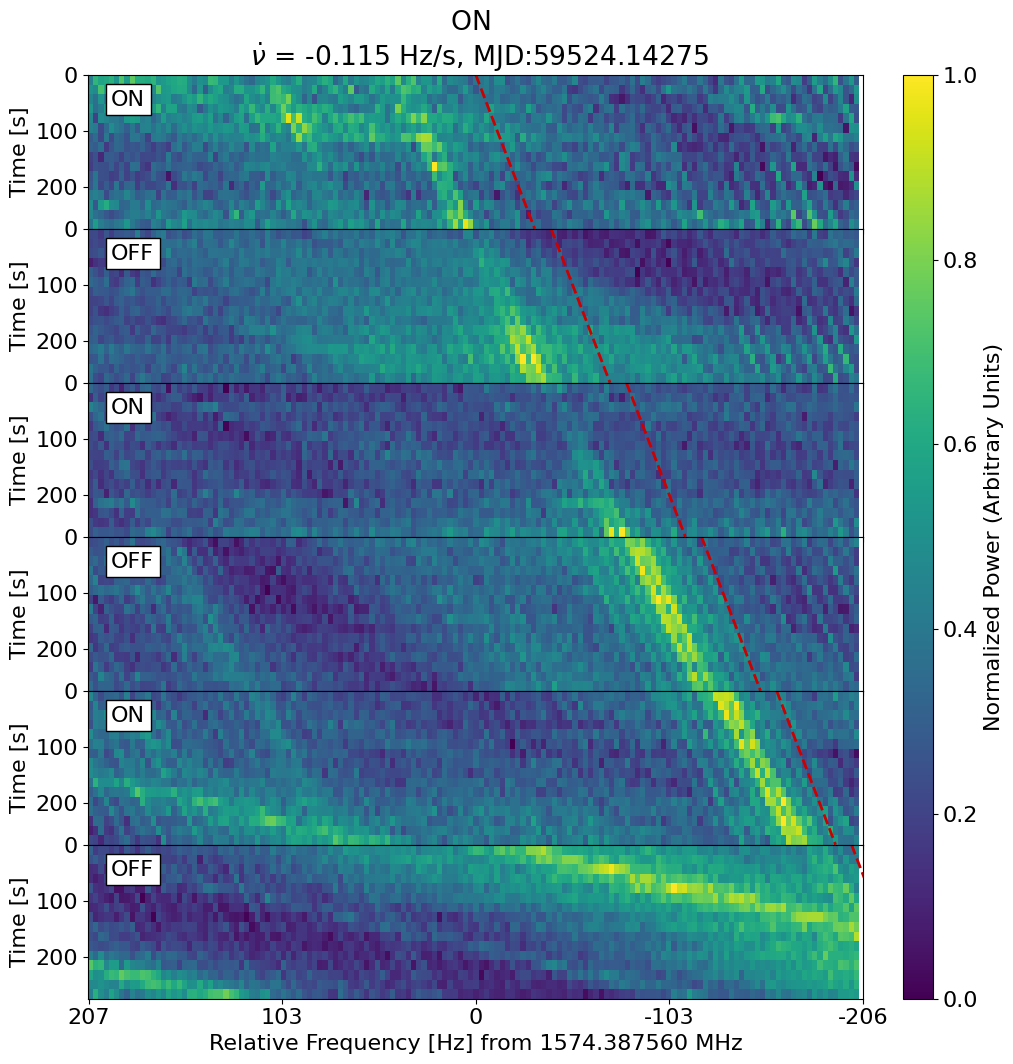 ON
ν̇ = -0.115 Hz/s, MJD:59524.14275
0
ON
Time [s]
100
200
0
OFF
Time [s]
100
200
0
ON
Time [s]
100
200
0
OFF
Time [s]
100
200
0
ON
Time [s]
100
200
0
OFF
Time [s]
100
200
207
103
0
-103
-206
Relative Frequency [Hz] from 1574.387560 MHz
1.0
0.8
0.6
0.4
0.2
0.0
Normalized Power (Arbitrary Units)